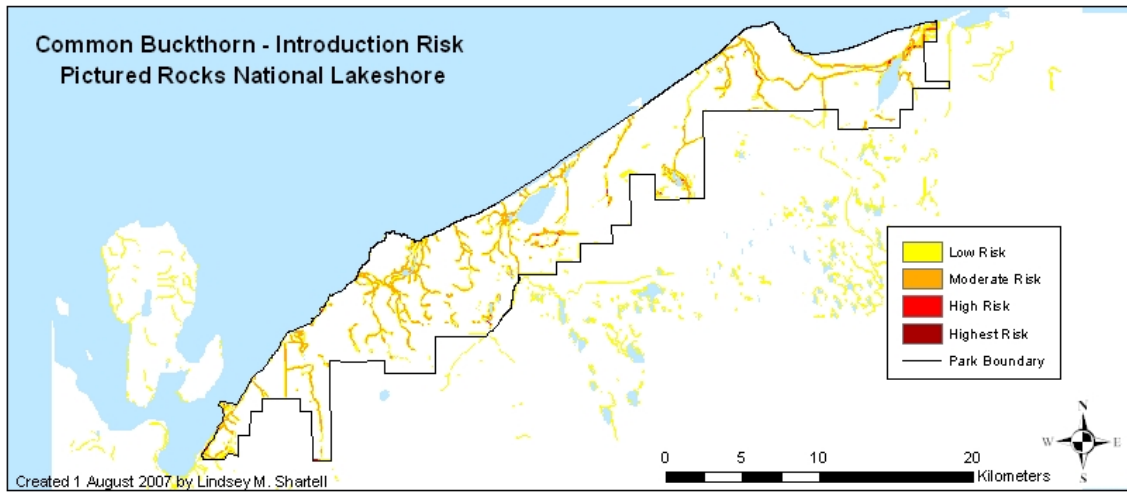 Common Buckthorn - Introduction Risk
Pictured Rocks National Lakeshore
Low Risk
Moderate Risk
High Risk
Highest Risk
Park Boundary
N
W E
S
0 5 10 20
Kilometers
Created 1 August 2007 by Lindsey M. Shartell